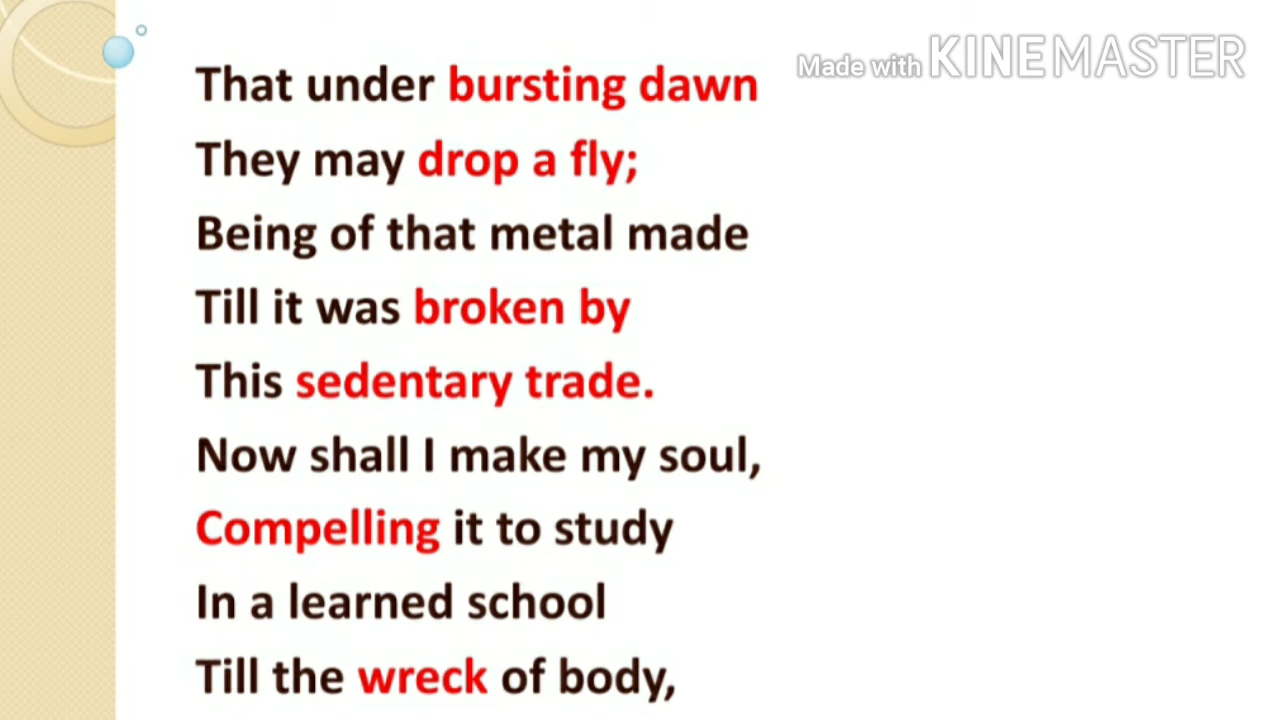 Made with KINEMASTER
That under bursting dawn
They may drop a fly;
Being of that metal made
Till it was broken by
This sedentary trade.
Now shall I make my soul,
Compelling it to study
In a learned school
Till the wreck of body,